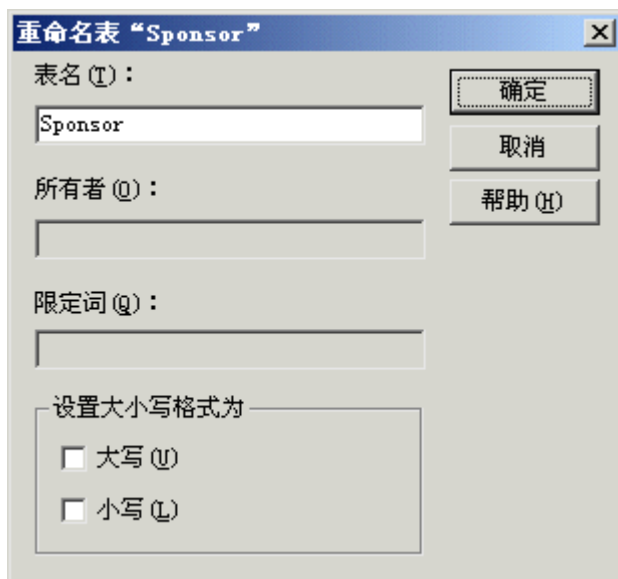 重命名表“Sponsor”
表名(T)：
Sponsor
所有者(O)：
限定词(Q)：
设置大小写格式为
大写(U)
小写(L)
确定
取消
帮助(H)